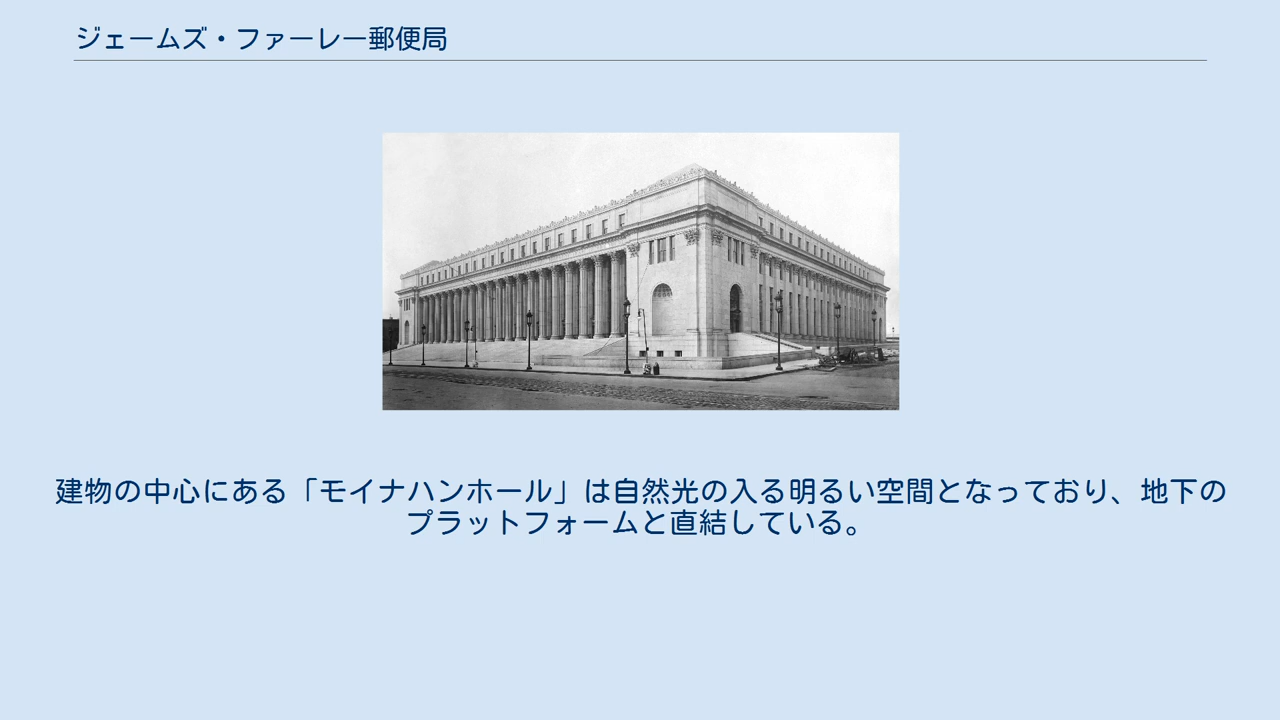 ジェームズ・ファーレー郵便局
建物の中心にある「モイナハンホール」は自然光の入る明るい空間となっており、地下の
プラットフォームと直結している。